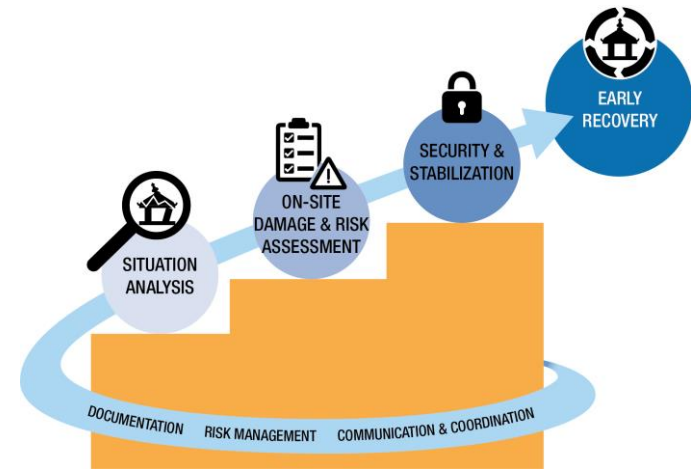 EARLY
RECOVERY
SECURITY &
STABILIZATION
ON-SITE
DAMAGE & RISK
ASSESSMENT
SITUATION
ANALYSIS
DOCUMENTATION RISK MANAGEMENT COMMUNICATION & COORDINATION